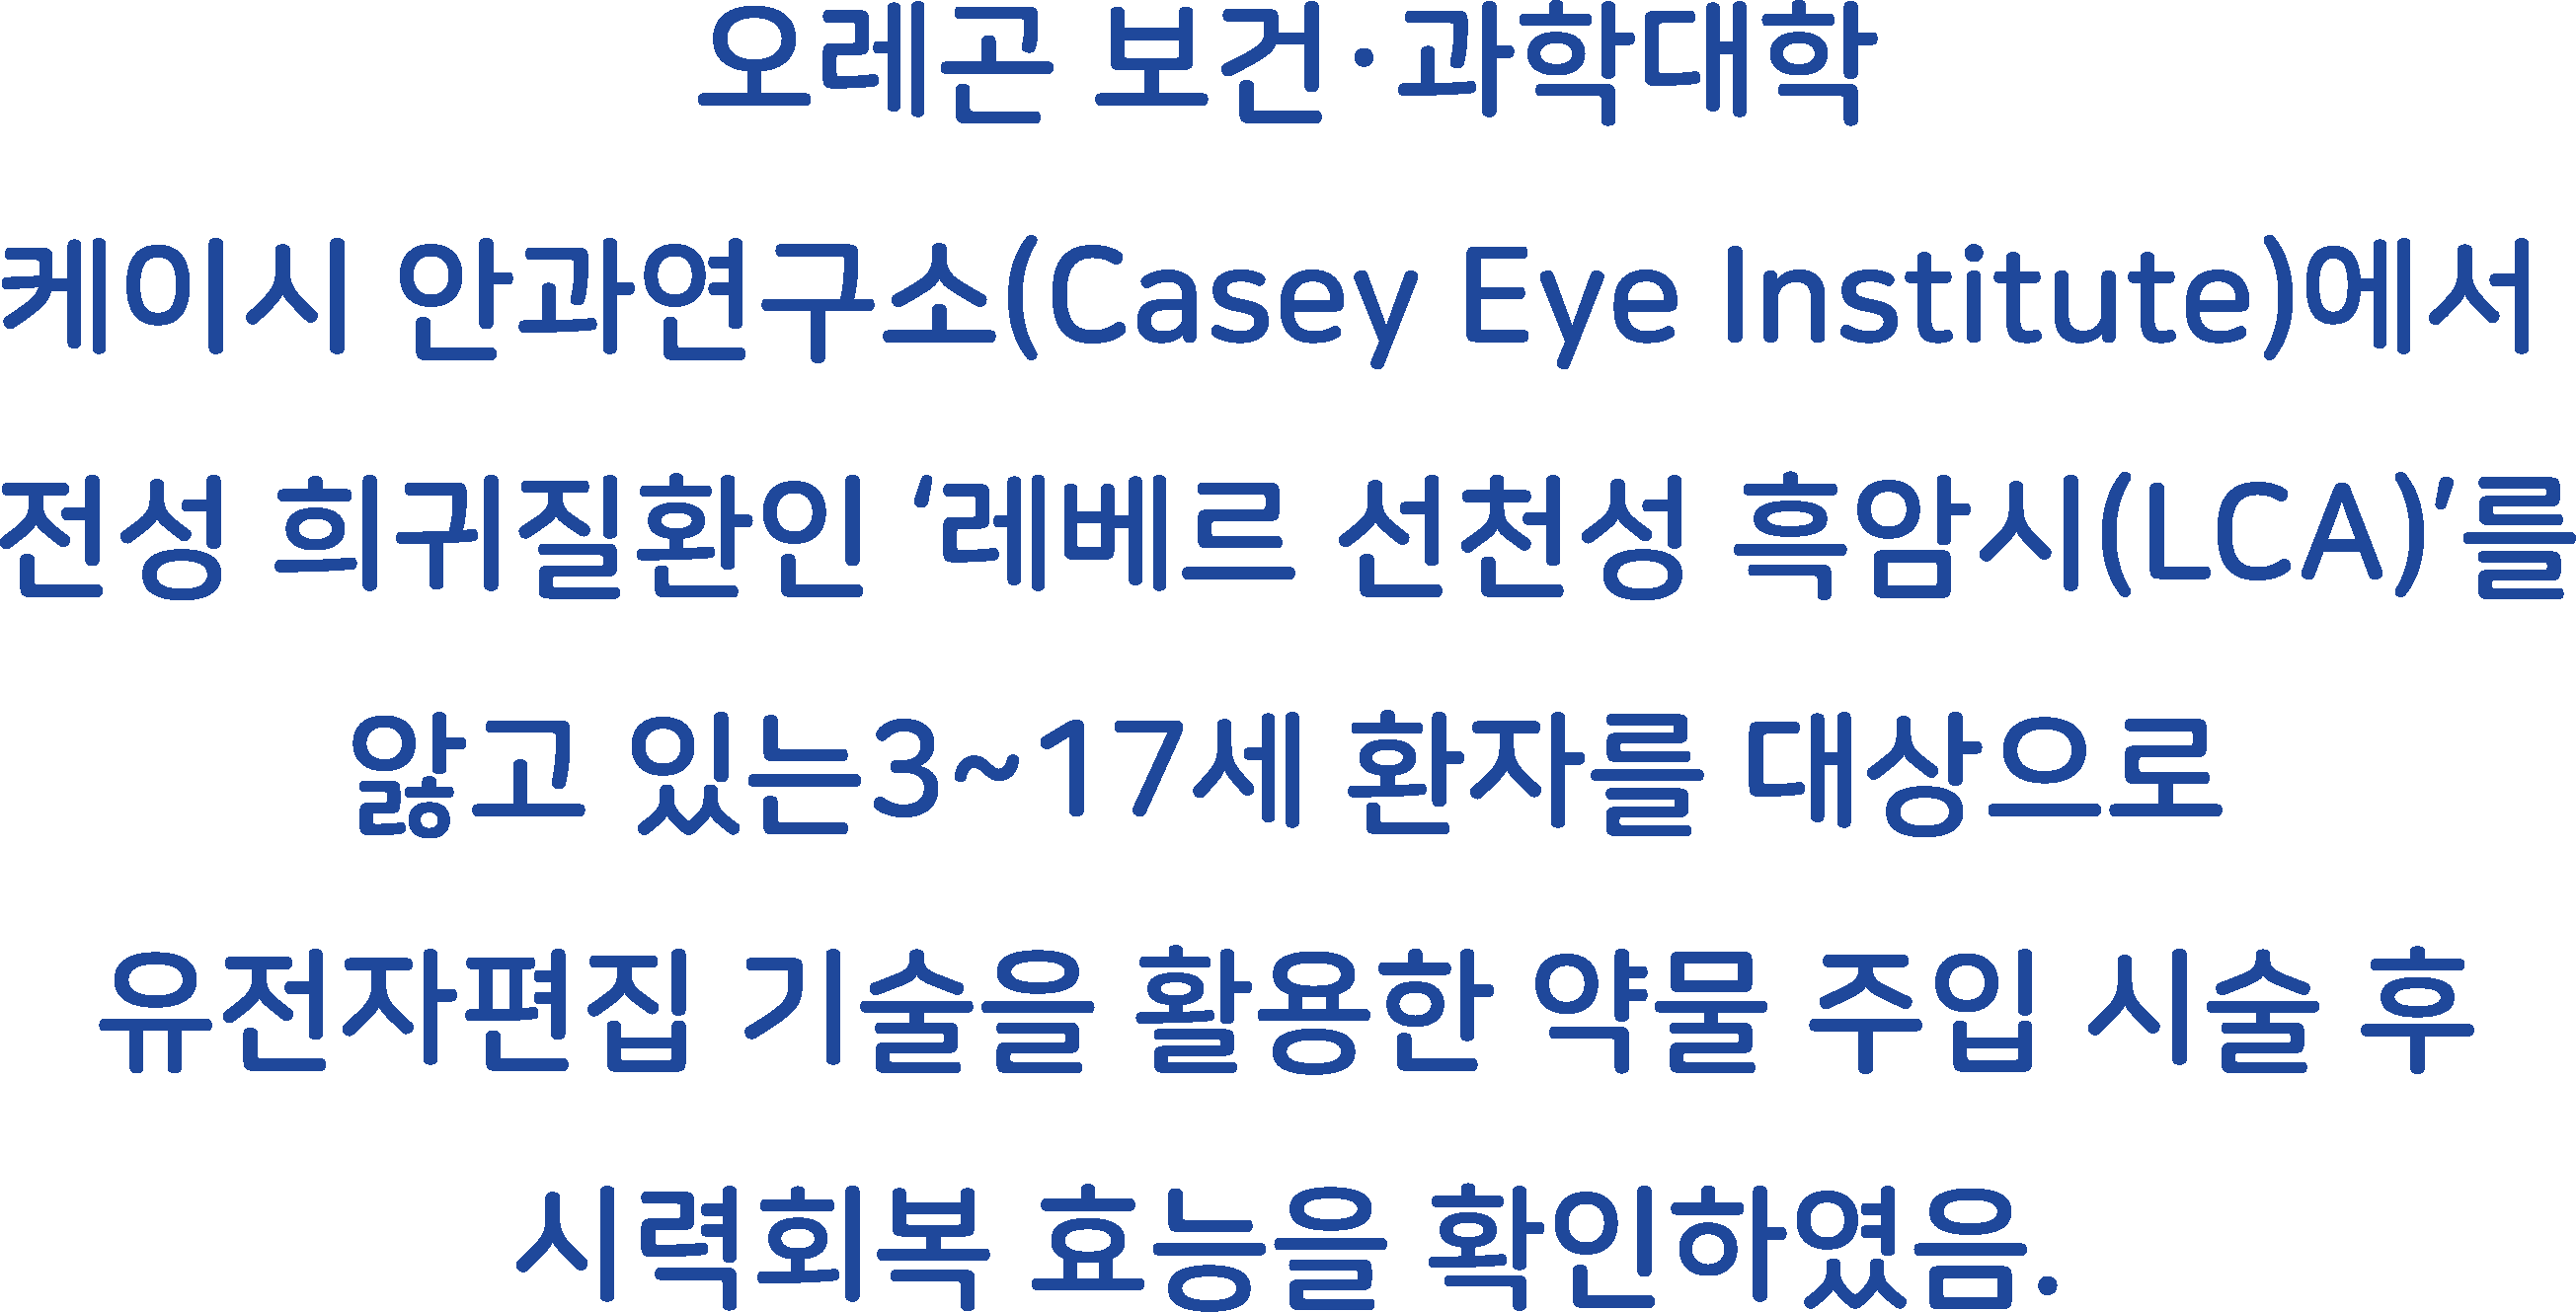 오레곤 보건·과학대학
케이시 안과연구소(Casey Eye Institute)에서
전성 희귀질환인 ‘레베르 선천성 흑암시(LCA)’를
앓고 있는3~17세 환자를 대상으로
유전자편집 기술을 활용한 약물 주입 시술 후
시력회복 효능을 확인하였음.